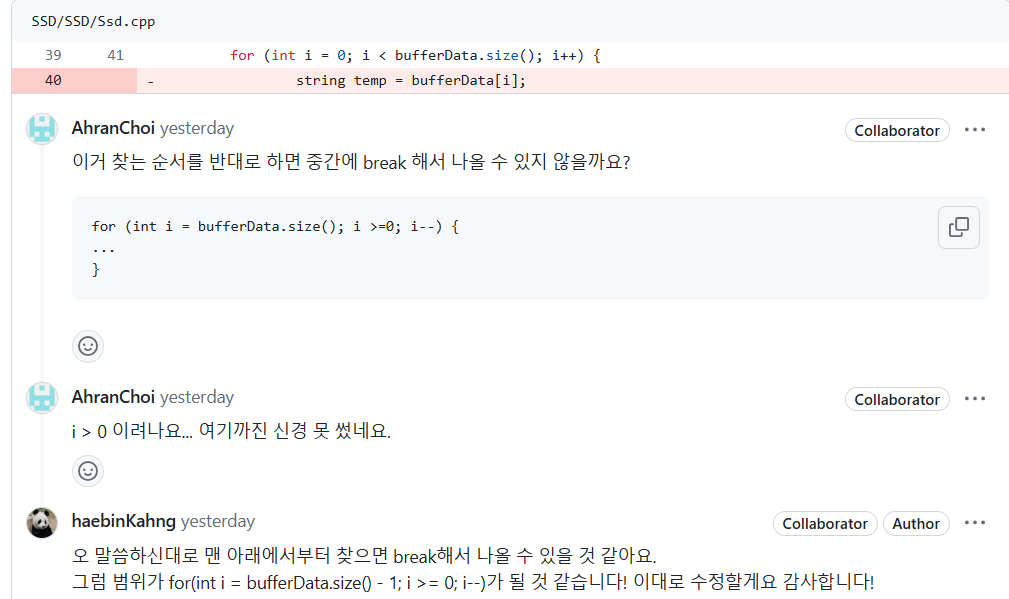 SSD/SSD/Ssd.cpp
39 41 for (int i = 0; i < bufferData.size(); i++) {
40 - string temp = bufferData[i];
AhranChoi yesterday Collaborator ...
이거 찾는 순서를 반대로 하면 중간에 break 해서 나올 수 있지 않을까요?
for (int i = bufferData.size(); i >=0; i--) {
...
}
AhranChoi yesterday Collaborator ...
i > 0 이려나요... 여기까진 신경 못 썼네요.
haebinKahng yesterday Collaborator Author ...
오 말씀하신대로 맨 아래에서부터 찾으면 break해서 나올 수 있을 것 같아요.
그럼 범위가 for(int i = bufferData.size() - 1; i >= 0; i--)가 될 것 같습니다! 이대로 수정할게요 감사합니다!